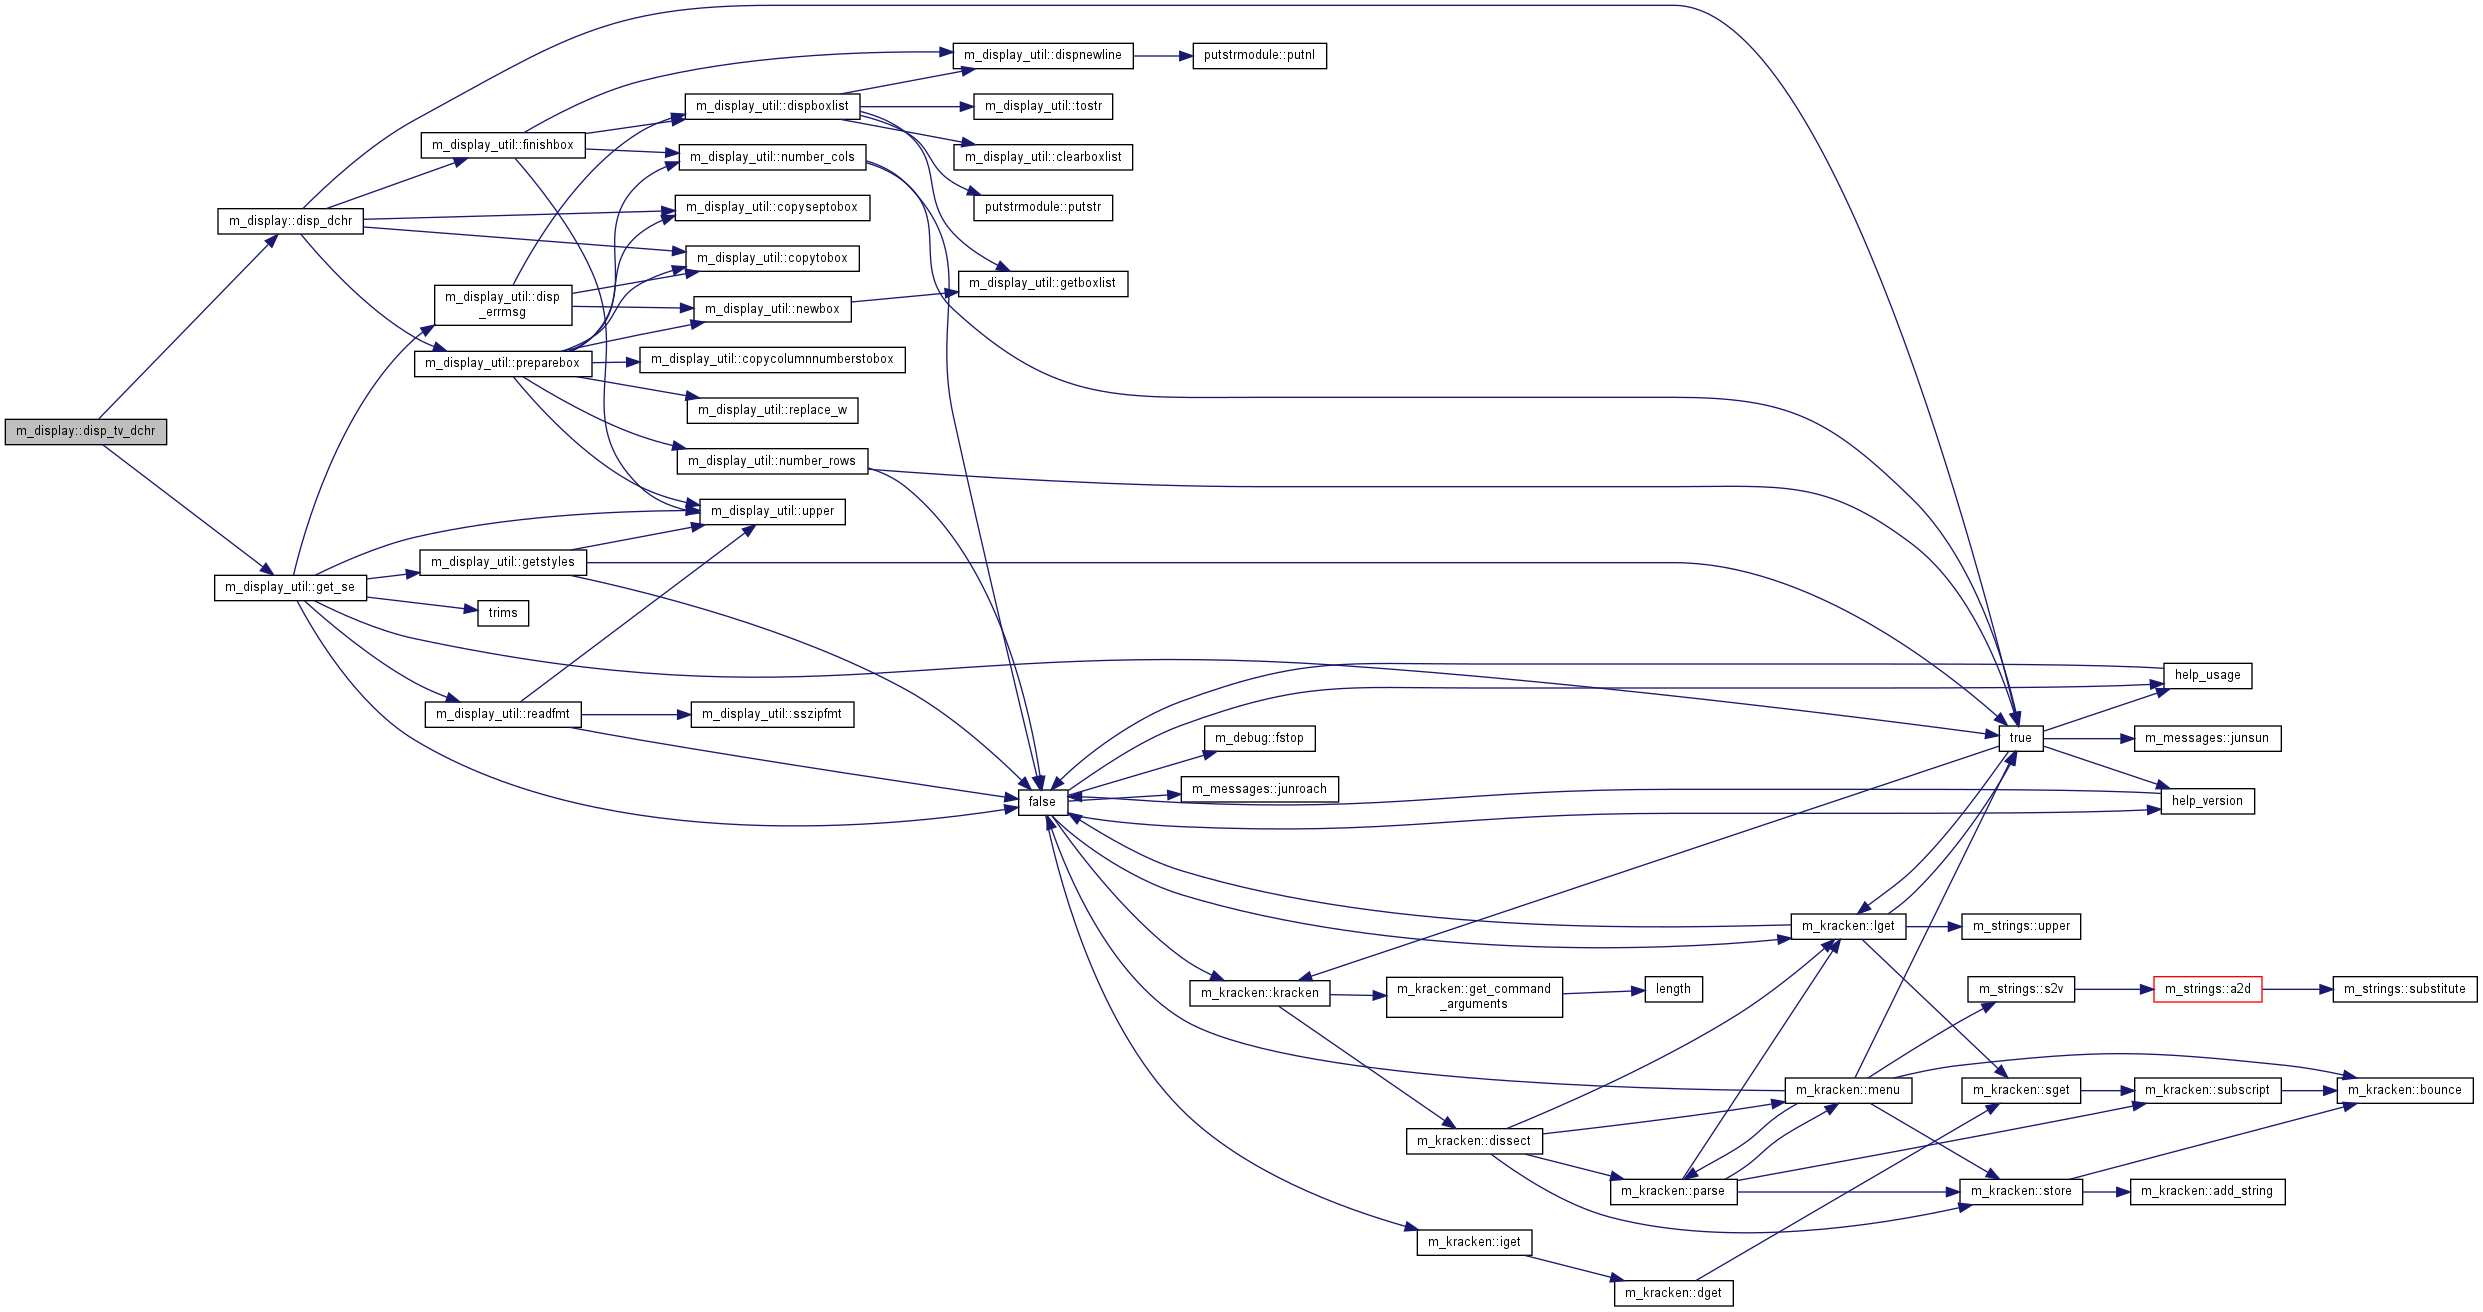 m_display_util::dispnewline
putstrmodule::putnl
m_display_util::dispboxlist
m_display_util::tostr
m_display_util::finishbox
m_display_util::number_cols
m_display_util::clearboxlist
m_display::disp_dchr
m_display_util::copyseptobox
putstrmodule::putstr
m_display_util::copytobox
m_display_util::getboxlist
m_display_util::disp
_errmsg
m_display_util::newbox
m_display_util::preparebox
m_display_util::copycolumnnumberstobox
m_display_util::replace_w
m_display::disp_tv_dchr
m_display_util::number_rows
m_display_util::upper
m_display_util::getstyles
m_display_util::get_se
trims
m_display_util::readfmt
m_display_util::sszipfmt
help_usage
m_debug::fstop
true
m_messages::junsun
m_messages::junroach
false
help_version
m_kracken::lget
m_strings::upper
m_kracken::kracken
m_kracken::get_command
_arguments
length
m_strings::s2v
m_strings::a2d
m_strings::substitute
m_kracken::menu
m_kracken::sget
m_kracken::subscript
m_kracken::bounce
m_kracken::dissect
m_kracken::parse
m_kracken::store
m_kracken::add_string
m_kracken::iget
m_kracken::dget